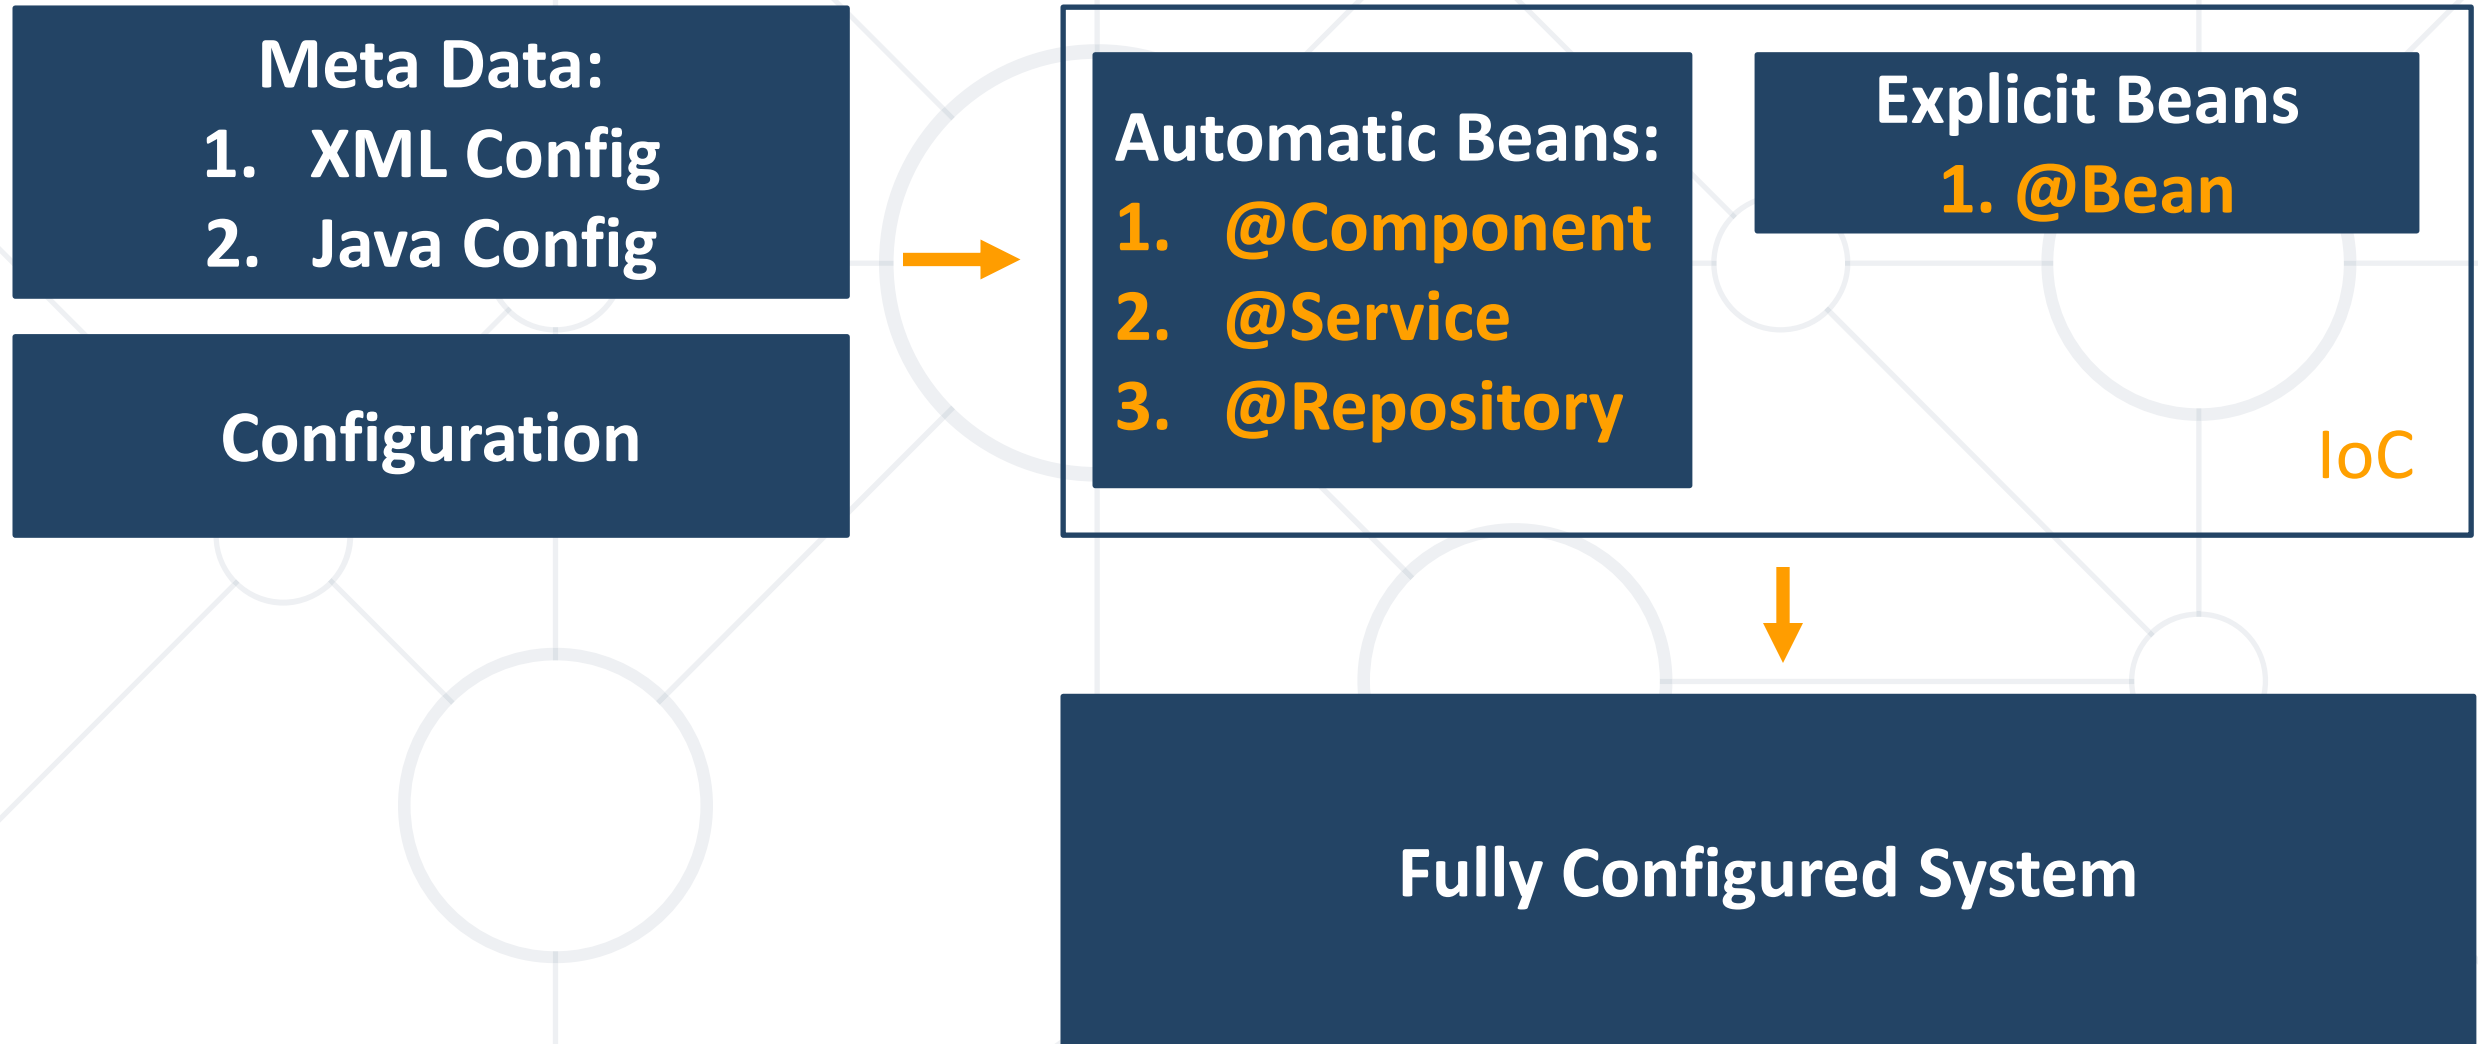 Meta Data:
1. XML Config
2. Java Config
Configuration
Automatic Beans:
1. @Component
2. @Service
3. @Repository
Explicit Beans
1. @Bean
IoC
Fully Configured System